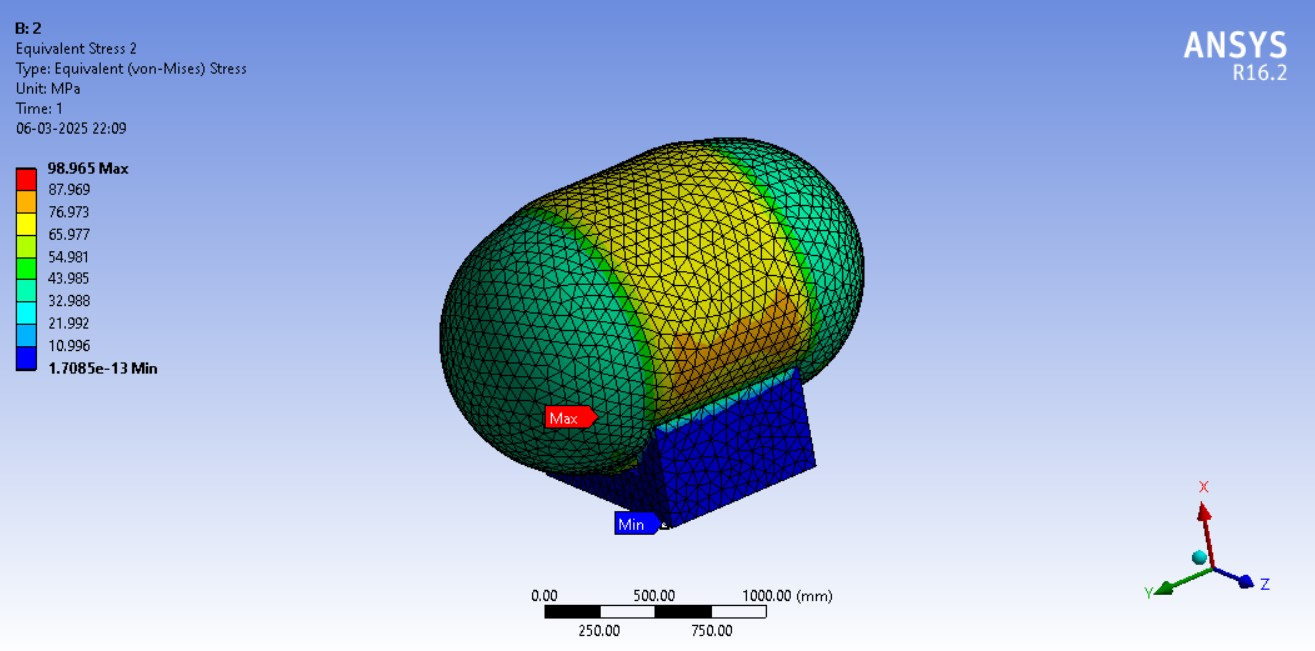 B: 2
Equivalent Stress 2
Type: Equivalent (von-Mises) Stress
Unit: MPa
Time: 1
06-03-2025 22:09
ANSYS
R16.2
98.965 Max
87.969
76.973
65.977
54.981
43.985
32.988
21.992
10.996
1.7085e-13 Min
Max
Min
0.00 500.00 1000.00 (mm)
250.00 750.00
X
Y
Z